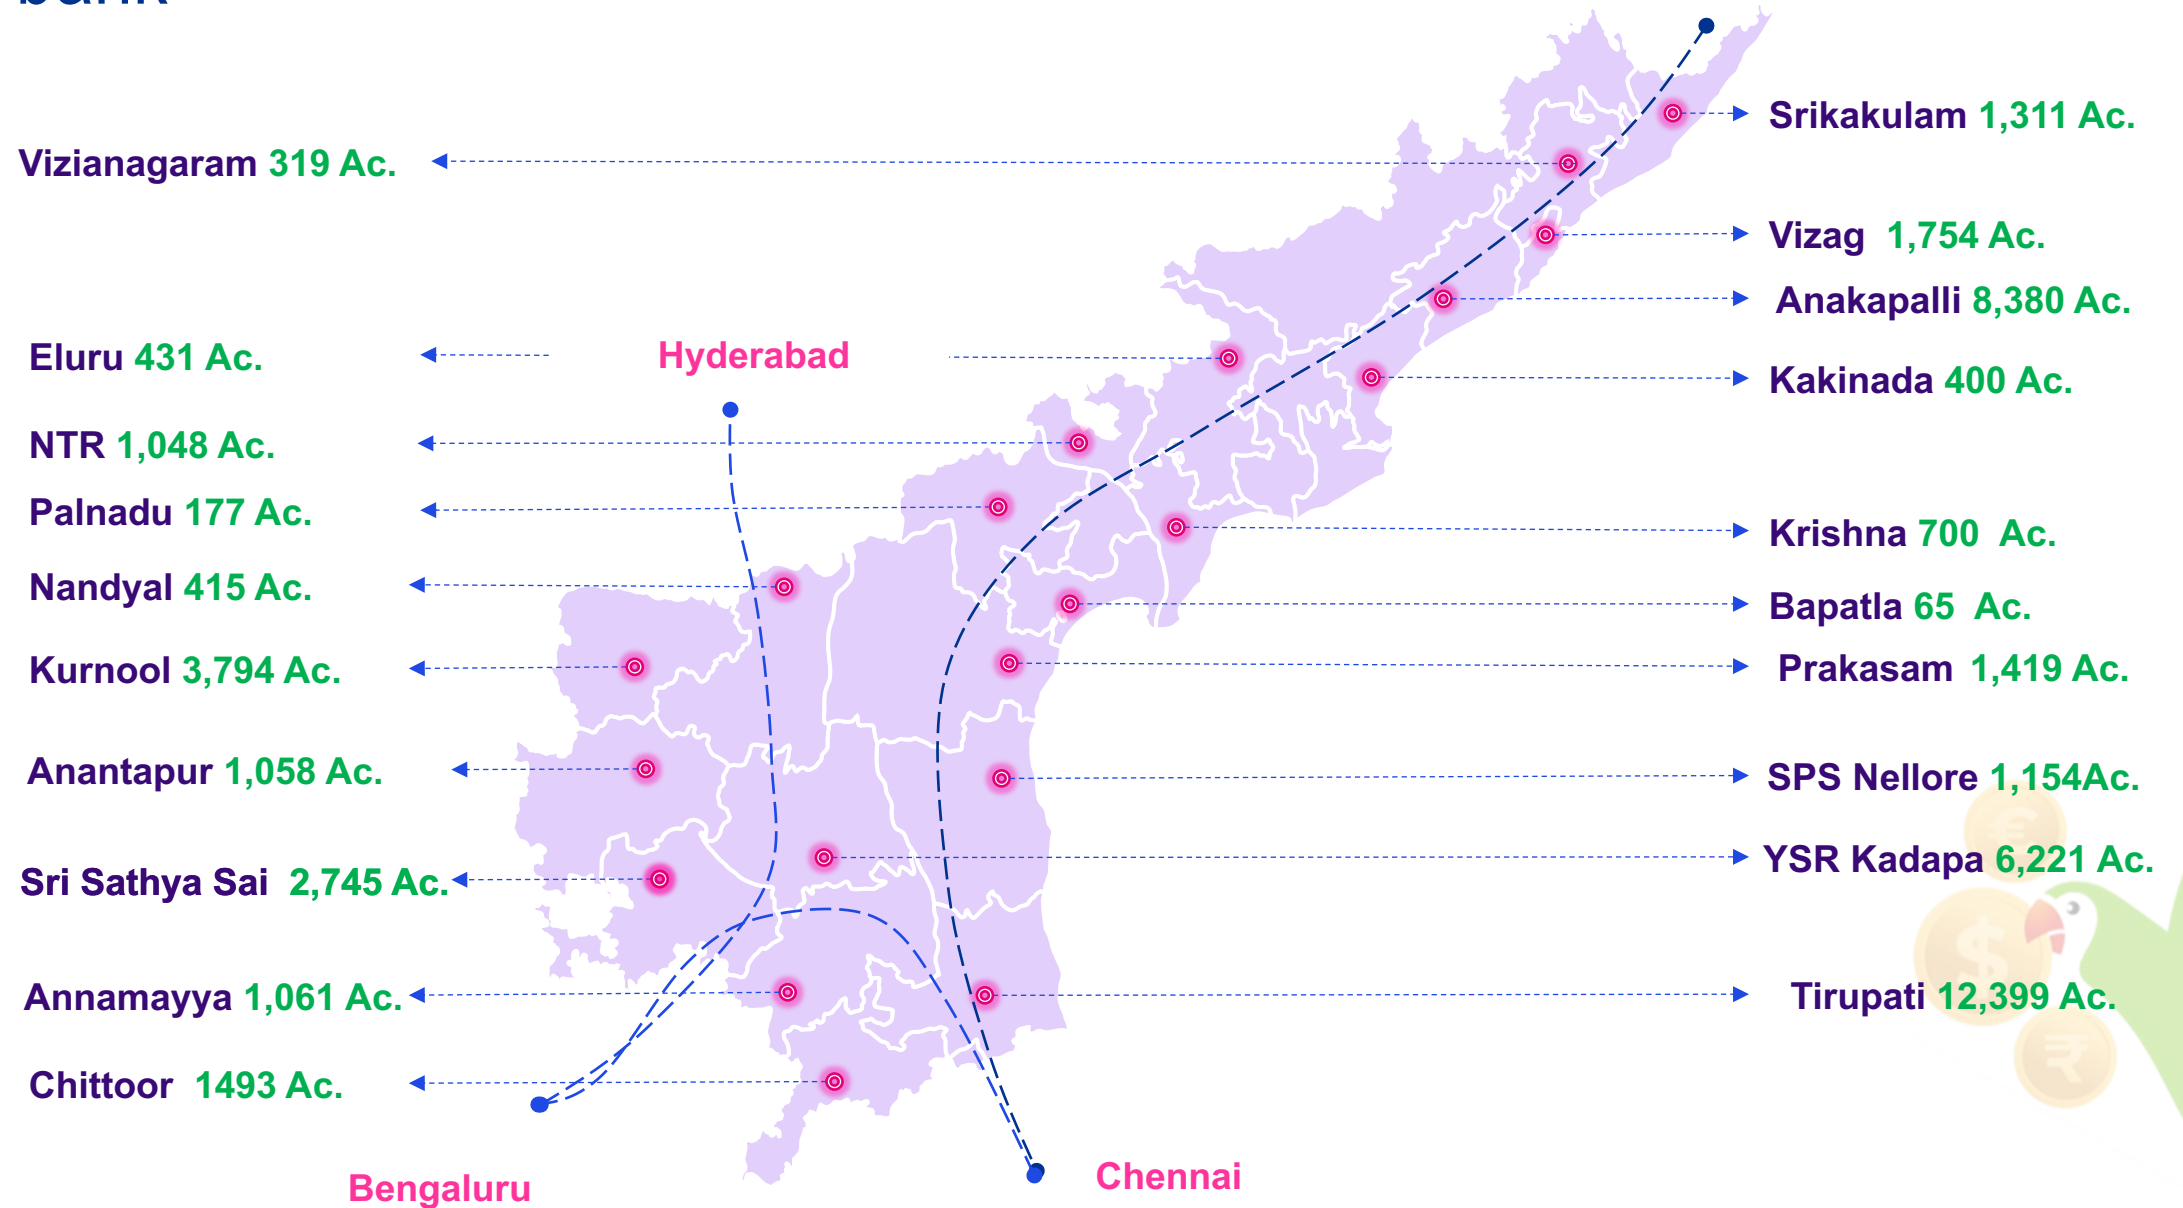 Srikakulam 1,311 Ac.
Vizianagaram 319 Ac.
Vizag 1,754 Ac.
Anakapalli 8,380 Ac.
Eluru 431 Ac.
Hyderabad
Kakinada 400 Ac.
NTR 1,048 Ac.
Palnadu 177 Ac.
Krishna 700 Ac.
Nandyal 415 Ac.
Bapatla 65 Ac.
Kurnool 3,794 Ac.
Prakasam 1,419 Ac.
Anantapur 1,058 Ac.
SPS Nellore 1,154Ac.
YSR Kadapa 6,221 Ac.
Sri Sathya Sai 2,745 Ac.
Annamayya 1,061 Ac.
Tirupati 12,399 Ac.
Chittoor 1493 Ac.
Bengaluru
Chennai